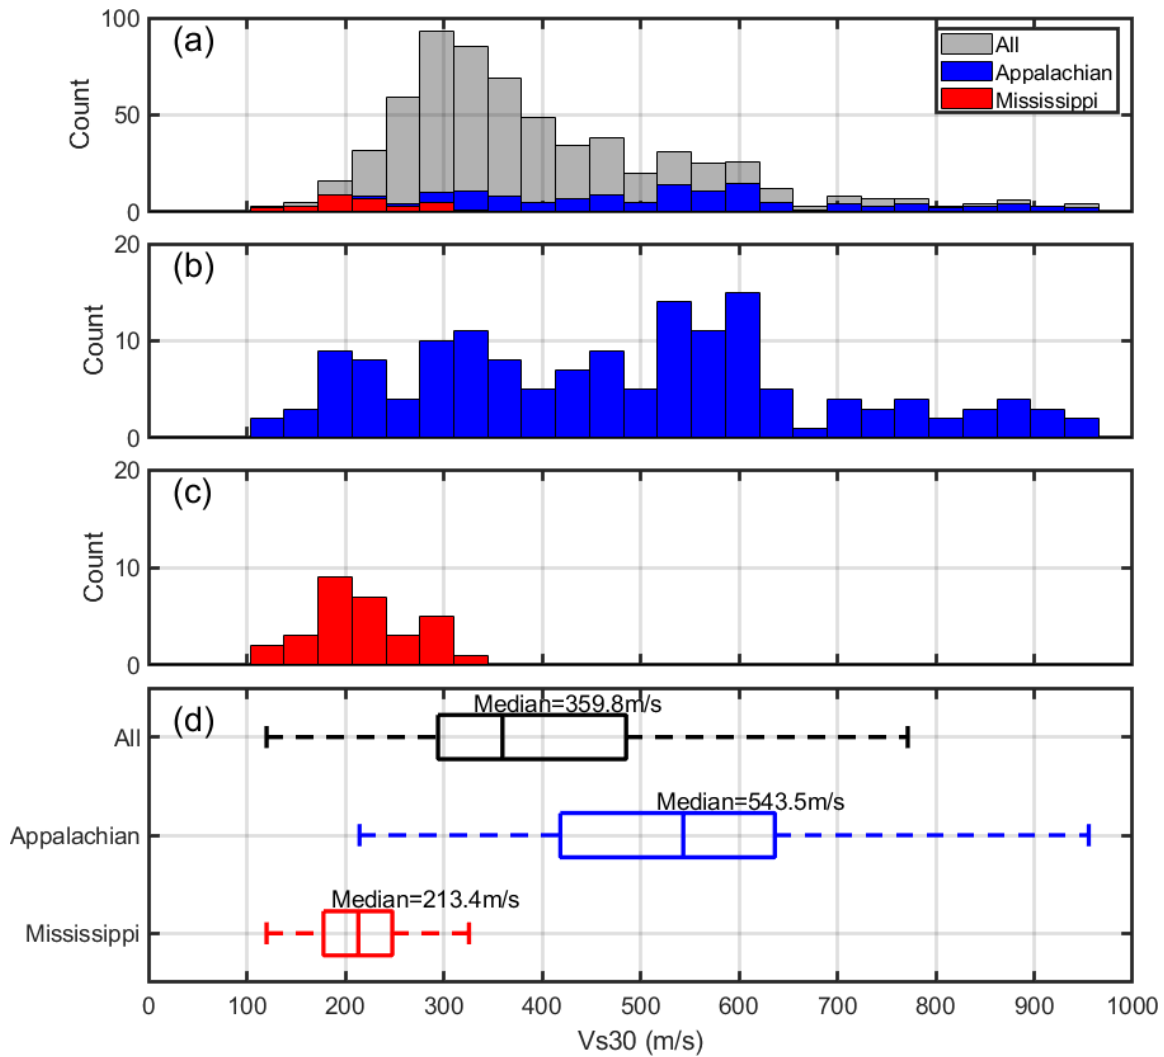 100
(a)
All
Appalachian
Mississippi
Count
50
0
20
(b)
Count
10
0
20
(c)
Count
10
0
Median=359.8m/s
(d)
All
Median=543.5m/s
Appalachian
Median=213.4m/s
Mississippi
0 100 200 300 400 500 600 700 800 900 1000
Vs30 (m/s)